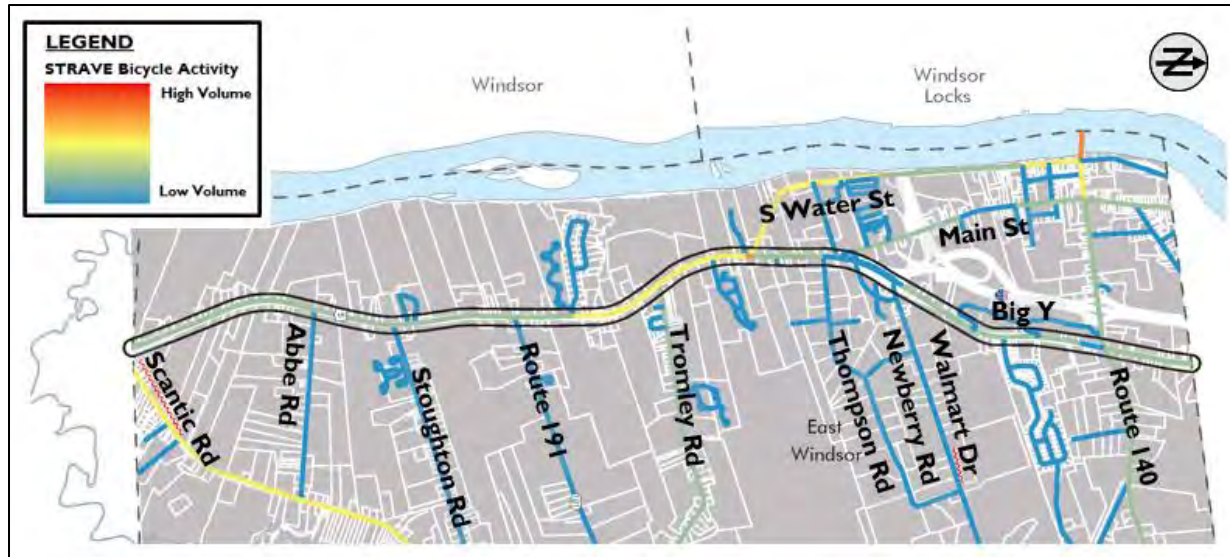 LEGEND
STRAVE Bicycle Activity
High Volume
Low Volume
Windsor
Windsor
Locks
N
S Water St
Main St
Big Y
Scantic Rd
Abbe Rd
Stoughton Rd
Route 191
Tromley Rd
Thompson Rd
Newberry Rd
Walmart Dr
Route 140
East
Windsor
5